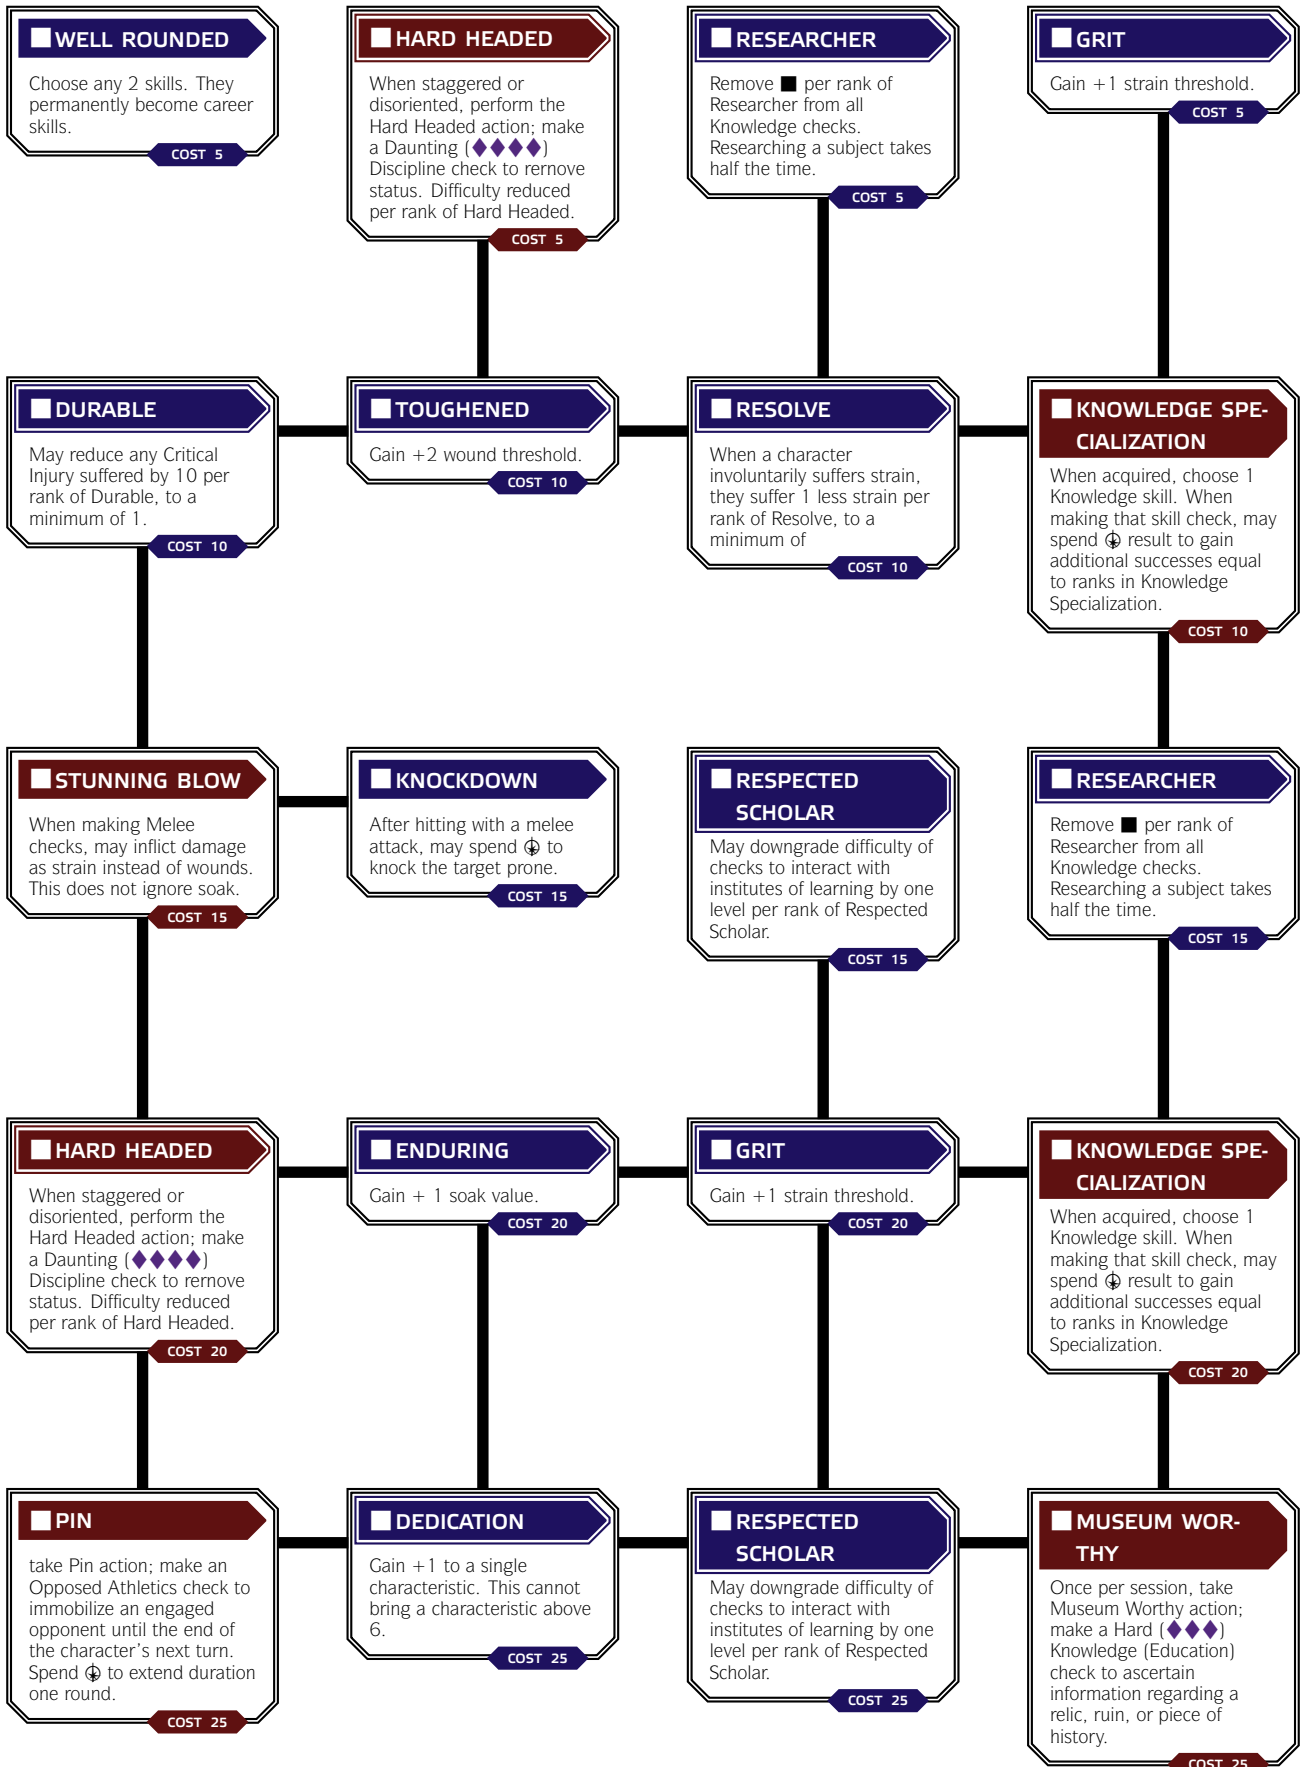 WELL ROUNDED
Choose any 2 skills. They
permanently become career
skills.
COST 5
HARD HEADED
When staggered or
disoriented, perform the
Hard Headed action; make
a Daunting (◆◆◆◆)
Discipline check to rernove
status. Difficulty reduced
per rank of Hard Headed.
COST 5
RESEARCHER
Remove ■ per rank of
Researcher from all
Knowledge checks.
Researching a subject takes
half the time.
COST 5
GRIT
Gain +1 strain threshold.
COST 5
DURABLE
May reduce any Critical
Injury suffered by 10 per
rank of Durable, to a
minimum of 1.
COST 10
TOUGHENED
Gain +2 wound threshold.
COST 10
RESOLVE
When a character
involuntarily suffers strain,
they suffer 1 less strain per
rank of Resolve, to a
minimum of
COST 10
KNOWLEDGE SPE-
CIALIZATION
When acquired, choose 1
Knowledge skill. When
making that skill check, may
spend result to gain
additional successes equal
to ranks in Knowledge
Specialization.
COST 10
STUNNING BLOW
When making Melee
checks, may inflict damage
as strain instead of wounds.
This does not ignore soak.
COST 15
KNOCKDOWN
After hitting with a melee
attack, may spend to
knock the target prone.
COST 15
RESPECTED
SCHOLAR
May downgrade difficulty of
checks to interact with
institutes of learning by one
level per rank of Respected
Scholar.
COST 15
RESEARCHER
Remove ■ per rank of
Researcher from all
Knowledge checks.
Researching a subject takes
half the time.
COST 15
HARD HEADED
When staggered or
disoriented, perform the
Hard Headed action; make
a Daunting (◆◆◆◆)
Discipline check to rernove
status. Difficulty reduced
per rank of Hard Headed.
COST 20
ENDURING
Gain + 1 soak value.
COST 20
GRIT
Gain +1 strain threshold.
COST 20
KNOWLEDGE SPE-
CIALIZATION
When acquired, choose 1
Knowledge skill. When
making that skill check, may
spend result to gain
additional successes equal
to ranks in Knowledge
Specialization.
COST 20
PIN
take Pin action; make an
Opposed Athletics check to
immobilize an engaged
opponent until the end of
the character's next turn.
Spend to extend duration
one round.
COST 25
DEDICATION
Gain +1 to a single
characteristic. This cannot
bring a characteristic above
6.
COST 25
RESPECTED
SCHOLAR
May downgrade difficulty of
checks to interact with
institutes of learning by one
level per rank of Respected
Scholar.
COST 25
MUSEUM WOR-
THY
Once per session, take
Museum Worthy action;
make a Hard (◆◆◆)
Knowledge (Education)
check to ascertain
information regarding a
relic, ruin, or piece of
history.
COST 25